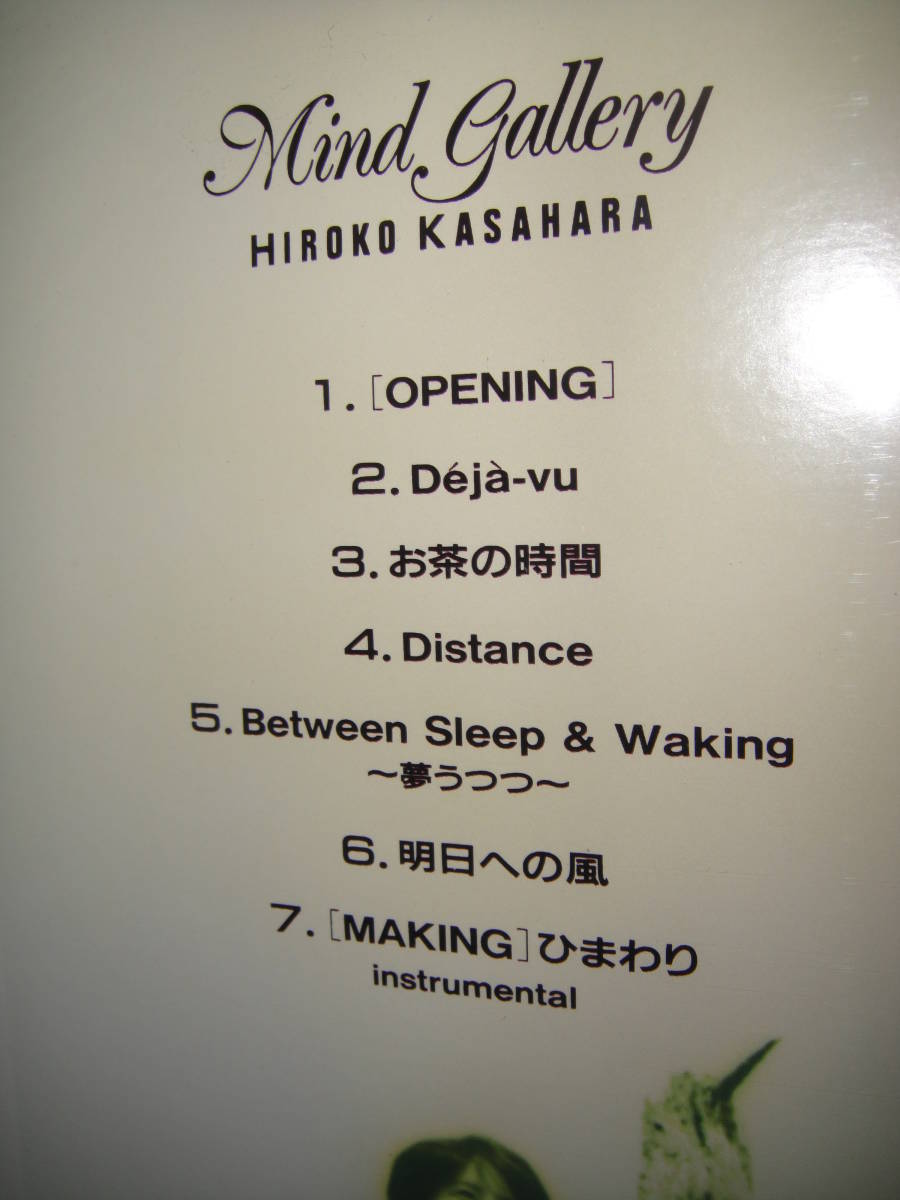 Mind Gallery
HIROKO KASAHARA
1.[OPENING]
2.Déjà-vu
3.お茶の時間
4.Distance
5.Between Sleep & Waking
〜夢うつつ〜
6.明日への風
7.[MAKING]ひまわり
instrumental